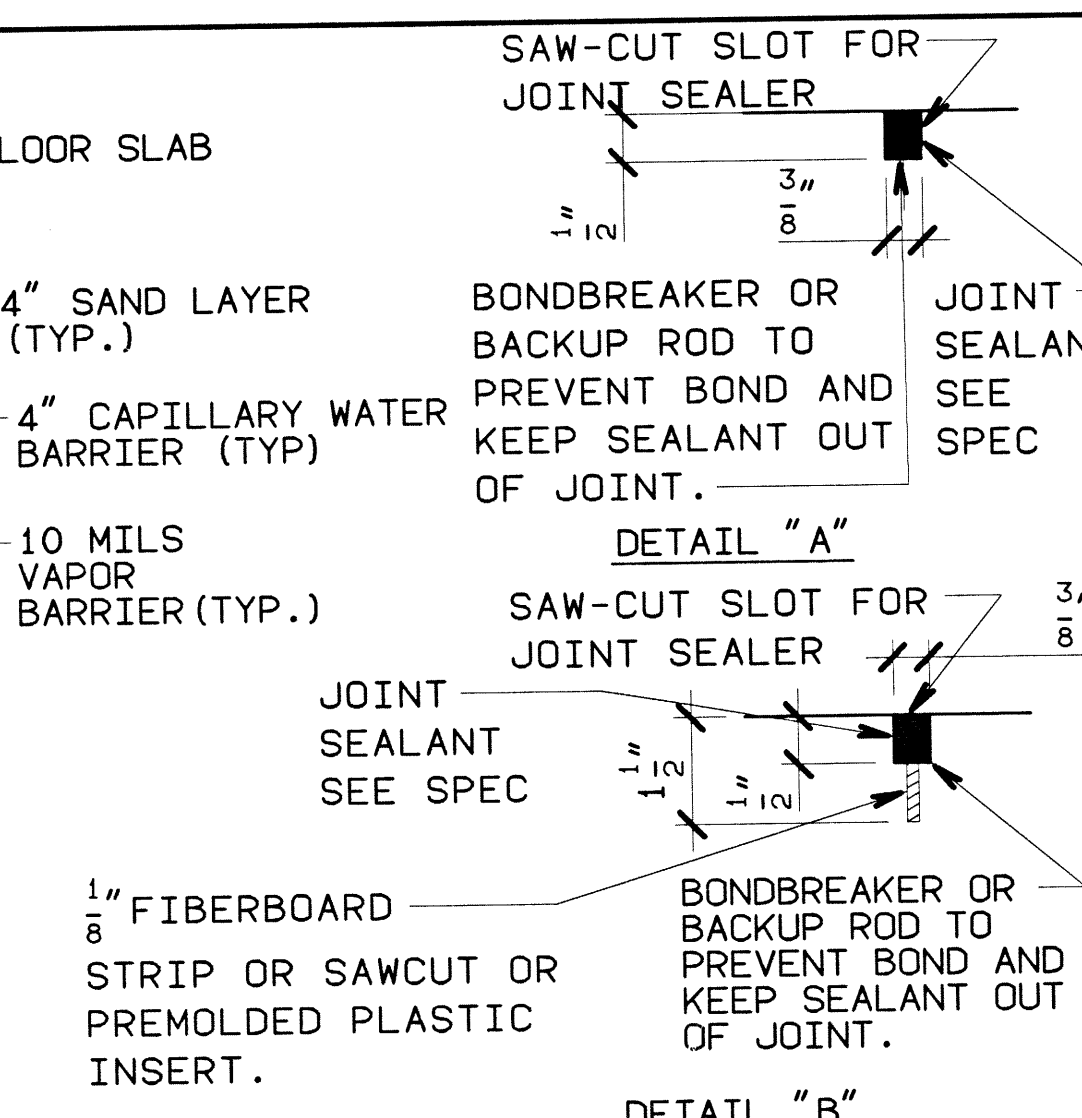 SAW-CUT SLOT FOR
JOINT SEALER
LOOR SLAB
3"
8
1"
2
4" SAND LAYER
(TYP.)
4" CAPILLARY WATER
BARRIER (TYP)
10 MILS
VAPOR
BARRIER(TYP.)
BONDBREAKER OR
BACKUP ROD TO
PREVENT BOND AND
KEEP SEALANT OUT
OF JOINT.
JOINT
SEALAN
SEE
SPEC
DETAIL "A"
SAW-CUT SLOT FOR
JOINT SEALER
3
8
JOINT
SEALANT
SEE SPEC
1 1"
2
1"
2
1"
8
FIBERBOARD
STRIP OR SAWCUT OR
PREMOLDED PLASTIC
INSERT.
BONDBREAKER OR
BACKUP ROD TO
PREVENT BOND AND
KEEP SEALANT OUT
OF JOINT.
DETAIL "B"